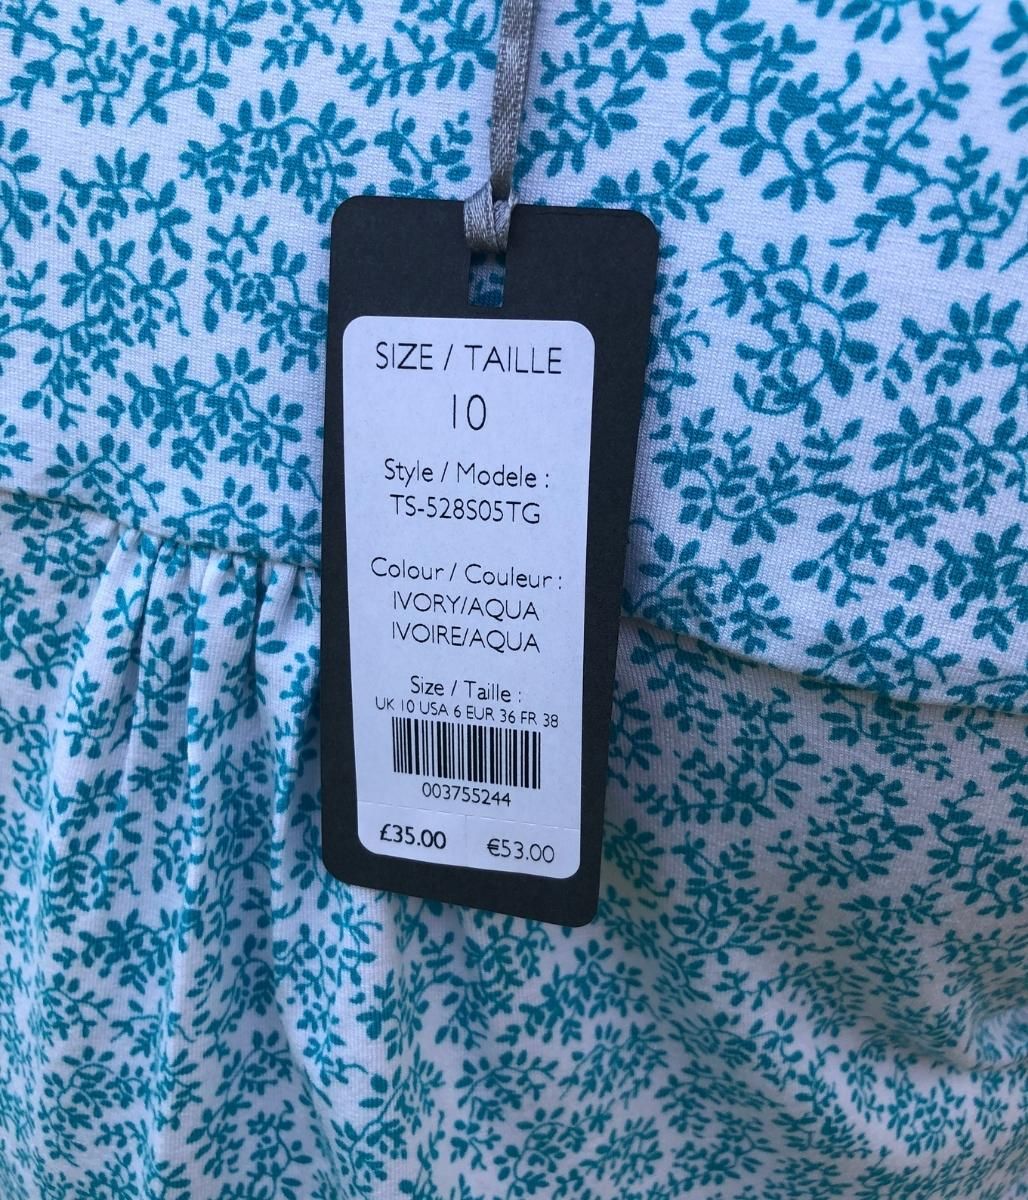 SIZE / TAILLE
10
Style / Modele :
TS-528S05TG
Colour / Couleur :
IVORY/AQUA
IVOIRE/AQUA
Size / Taille :
UK 10 USA 6 EUR 36 FR 38
003755244
£35.00 €53.00